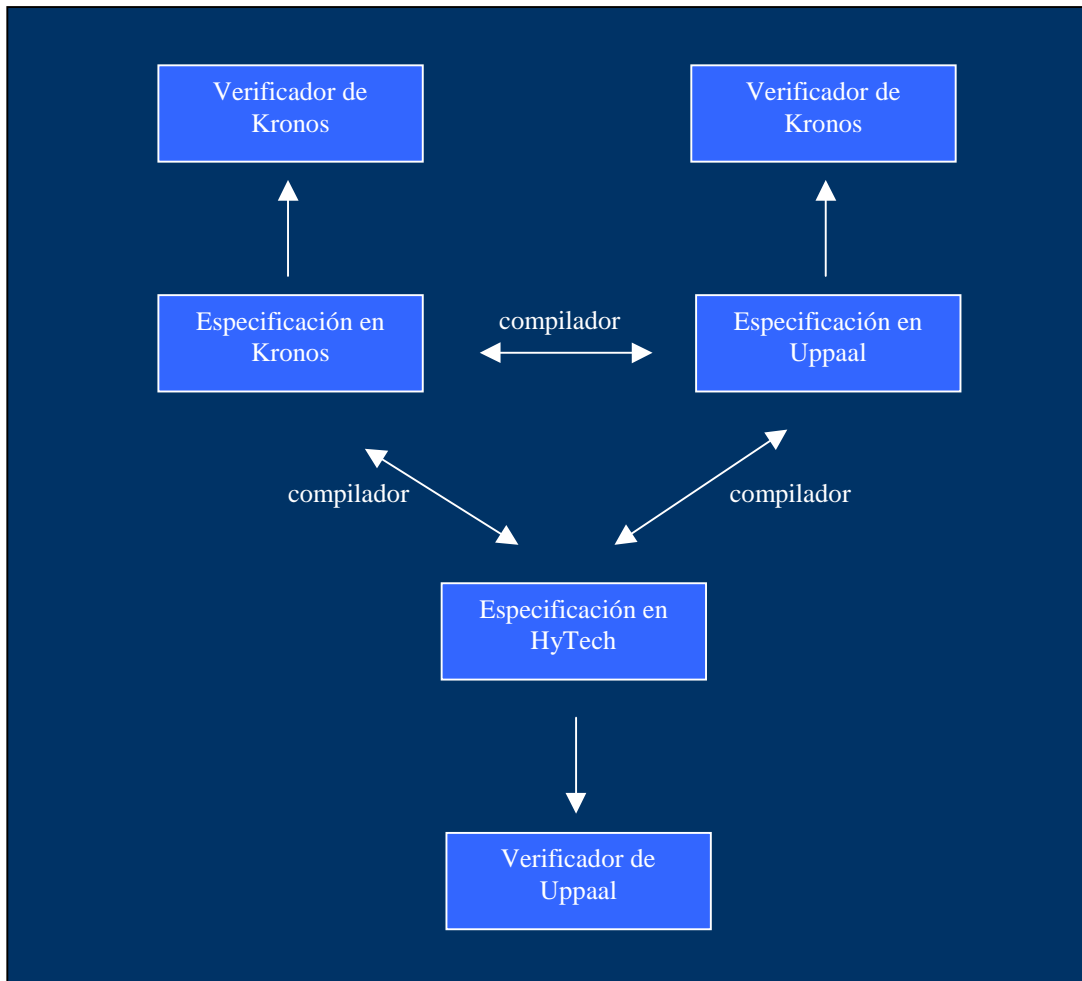 Verificador de
Kronos
Verificador de
Kronos
Especificación en
Kronos
compilador
Especificación en
Uppaal
compilador
compilador
Especificación en
HyTech
Verificador de
Uppaal